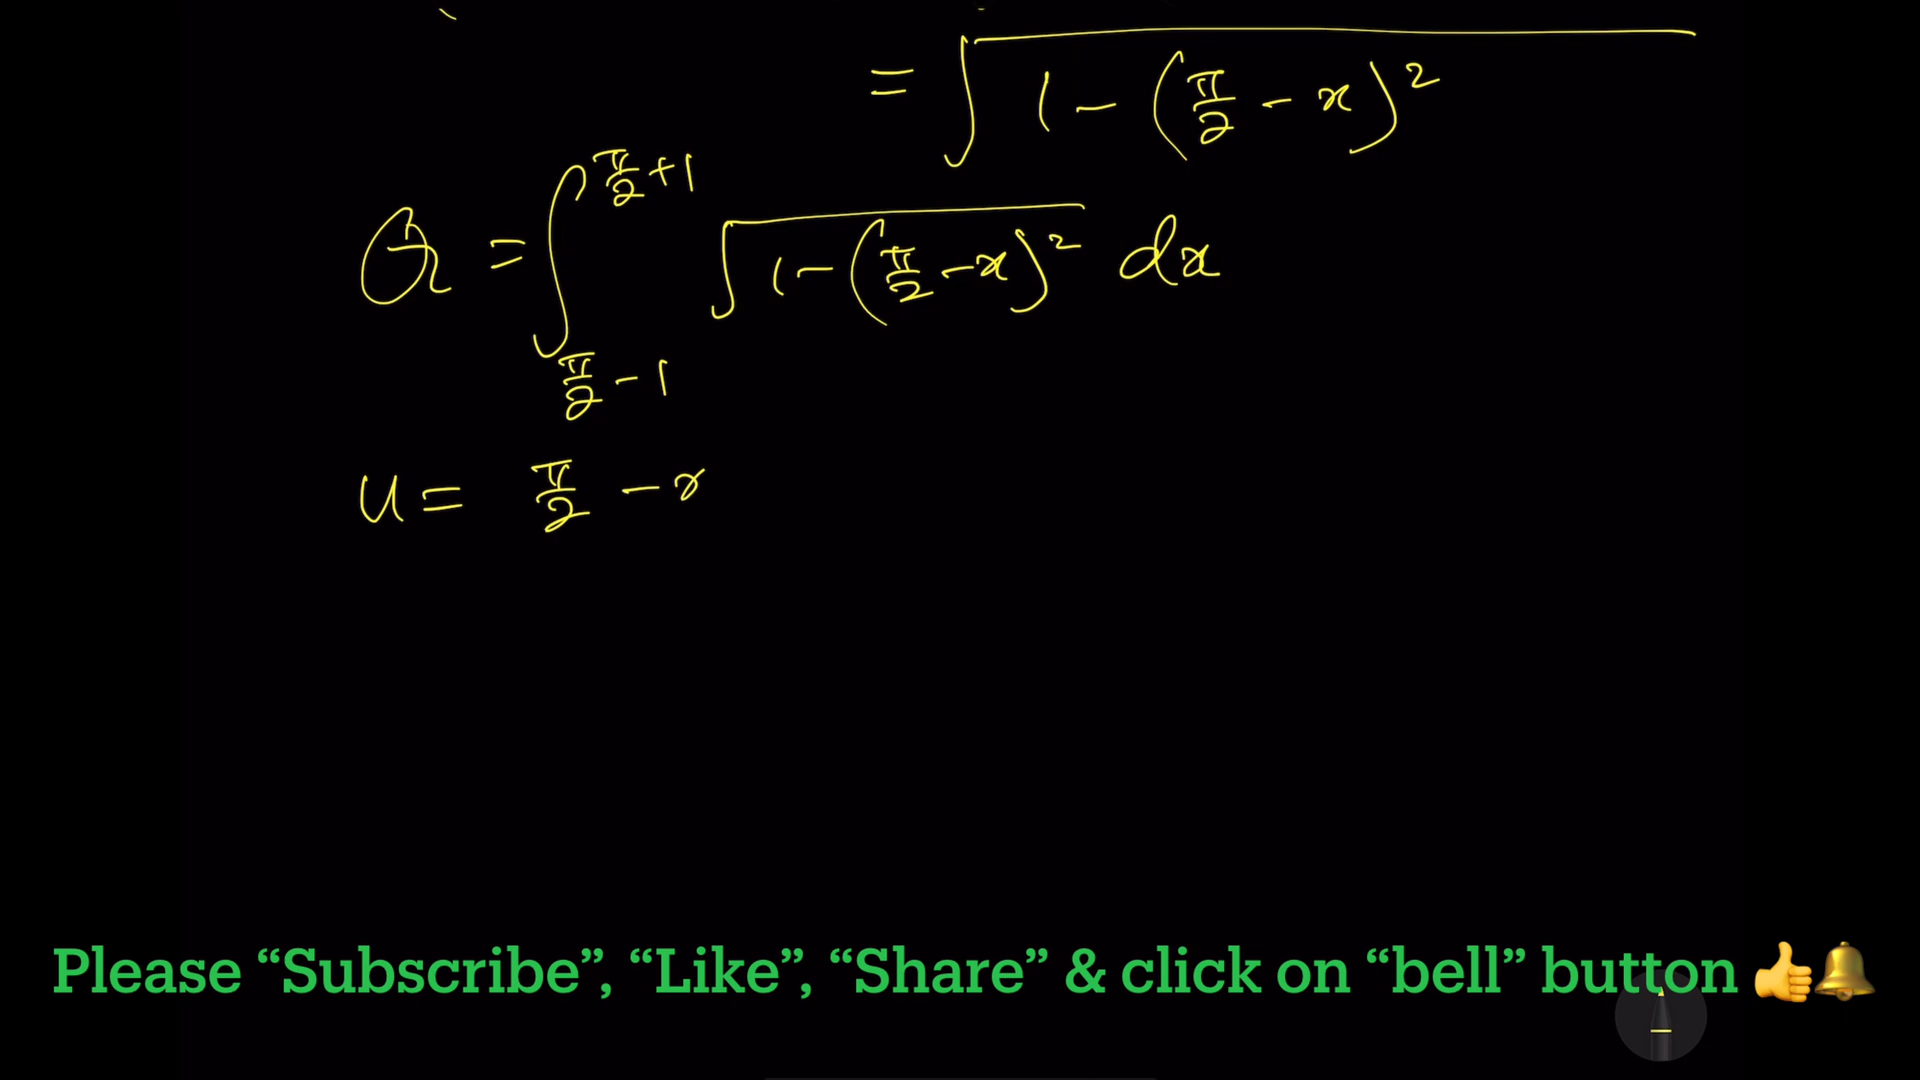 = √(1 - (π/2 - x)²)
Q = ∫_{π/2 - 1}^{π/2 + 1} √(1 - (π/2 - x)²) dx
u = π/2 - x
Please “Subscribe”, “Like”, “Share” & click on “bell” button 👍🔔